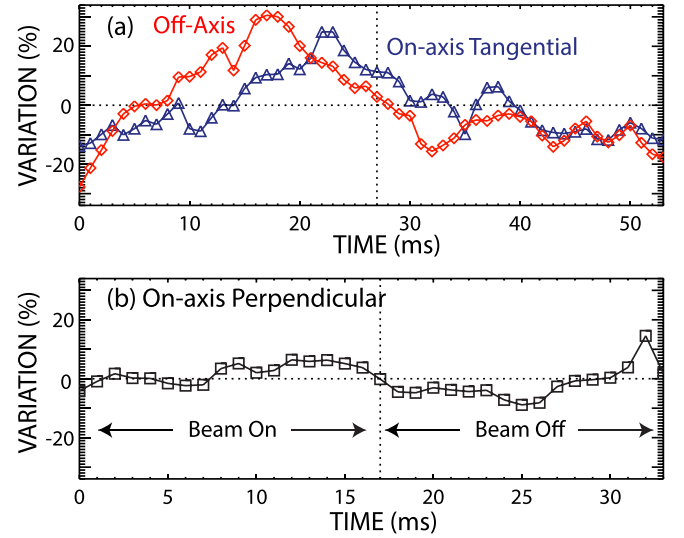 (a) Off-Axis
On-axis Tangential
VARIATION (%)
20
0
-20
0 10 20 30 40 50
TIME (ms)
(b) On-axis Perpendicular
VARIATION (%)
20
0
-20
Beam On Beam Off
0 5 10 15 20 25 30
TIME (ms)